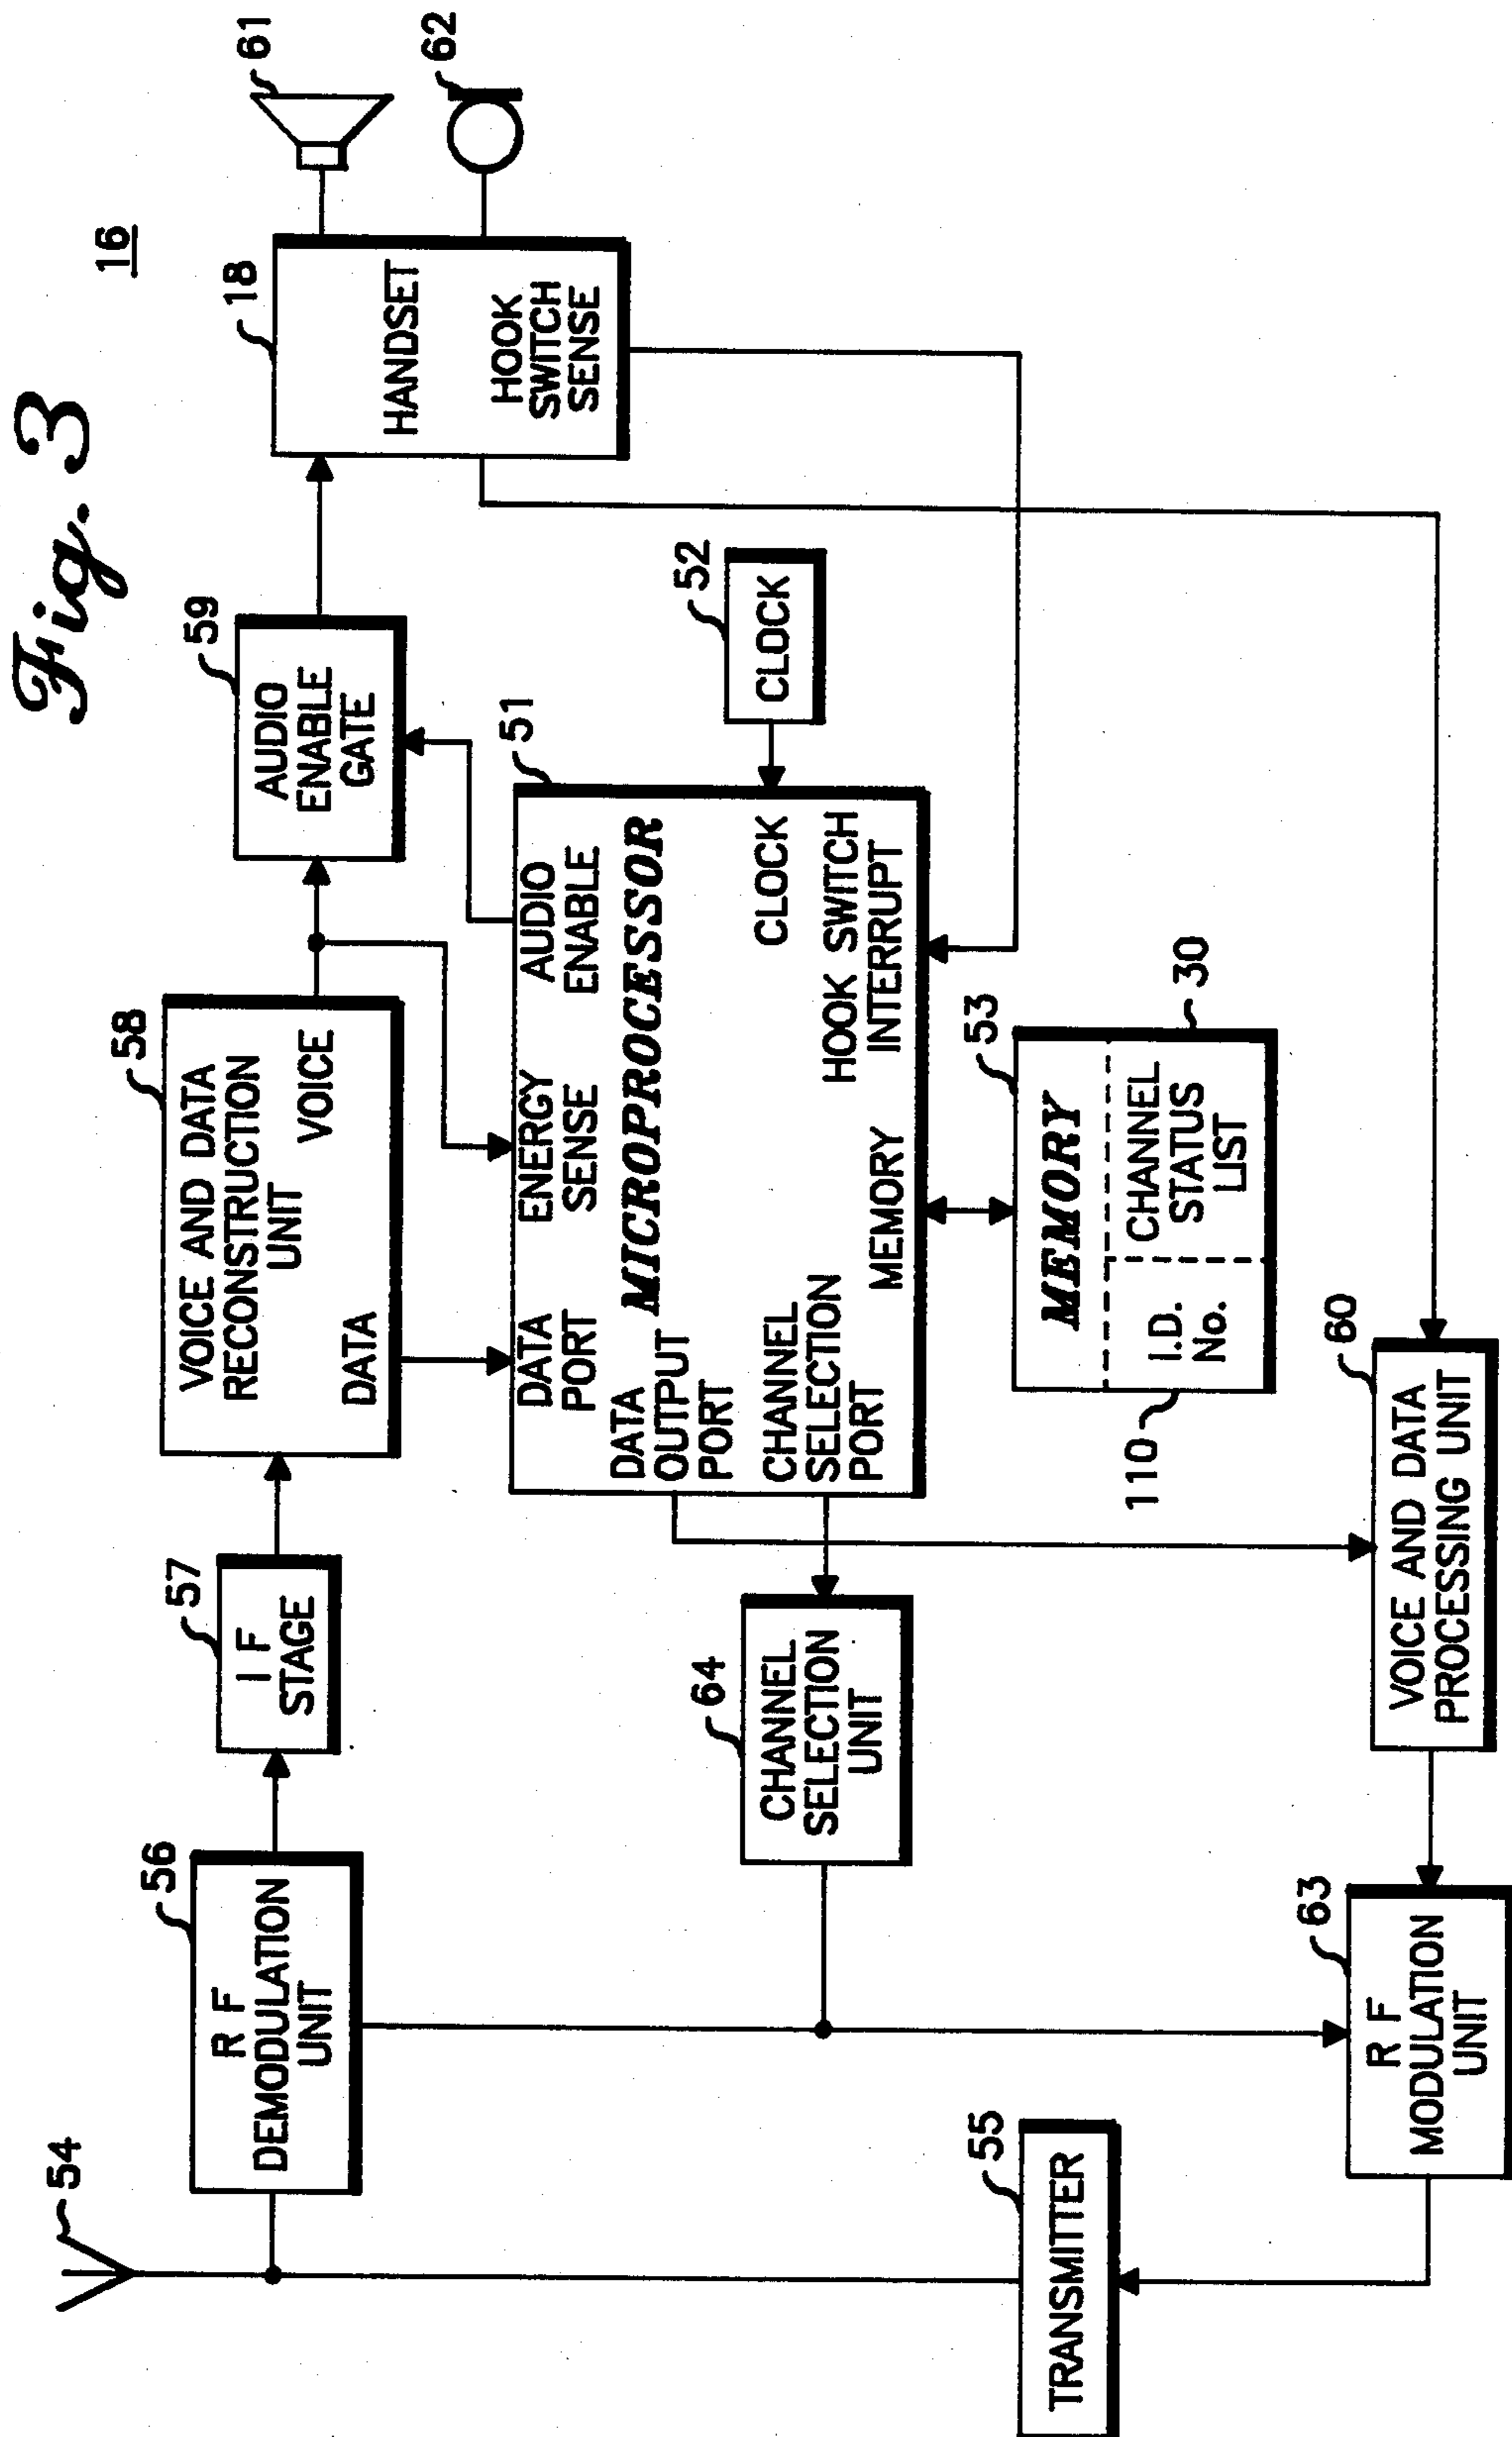 Fig. 3
16
54
56
R F
DEMODULATION
UNIT
57
I F
STAGE
58
VOICE AND DATA
RECONSTRUCTION
UNIT
VOICE
DATA
59
AUDIO
ENABLE
GATE
18
HANDSET
HOOK
SWITCH
SENSE
61
62
51
DATA
PORT
ENERGY
SENSE
AUDIO
ENABLE
MICROPROCESSOR
DATA
OUTPUT
PORT
CHANNEL
SELECTION
PORT
MEMORY
CLOCK
HOOK SWITCH
INTERRUPT
52
CLOCK
64
CHANNEL
SELECTION
UNIT
53
MEMORY
I.D.
No.
CHANNEL
STATUS
LIST
30
110
55
TRANSMITTER
63
R F
MODULATION
UNIT
60
VOICE AND DATA
PROCESSING UNIT